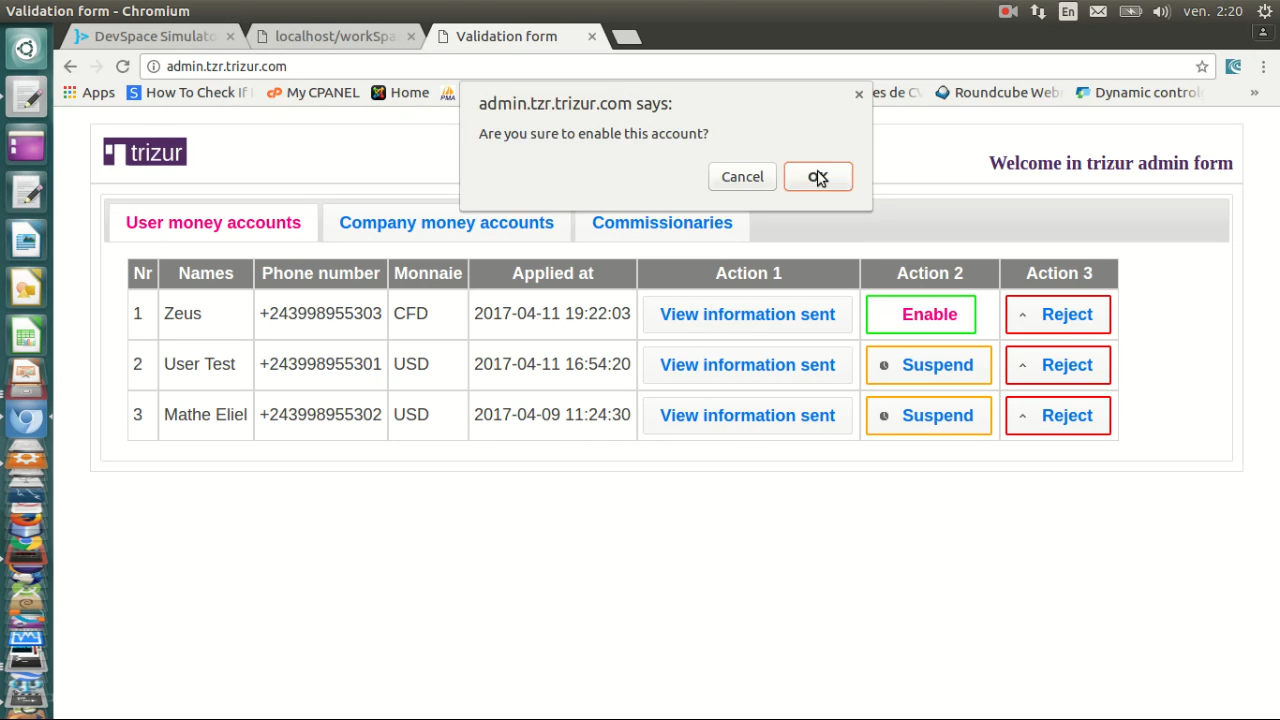 Validation form - Chromium
En
ven. 2:20
DevSpace Simulato
localhost/workSpa
Validation form
admin.tzr.trizur.com
Apps
How To Check If
My CPANEL
Home
PMA
es de CV
Roundcube Web
Dynamic control
»
admin.tzr.trizur.com says:
Are you sure to enable this account?
Cancel
OK
trizur
Welcome in trizur admin form
User money accounts
Company money accounts
Commissionaries
Nr Names Phone number Monnaie Applied at Action 1 Action 2 Action 3
1 Zeus +243998955303 CFD 2017-04-11 19:22:03 View information sent Enable Reject
2 User Test +243998955301 USD 2017-04-11 16:54:20 View information sent Suspend Reject
3 Mathe Eliel +243998955302 USD 2017-04-09 11:24:30 View information sent Suspend Reject